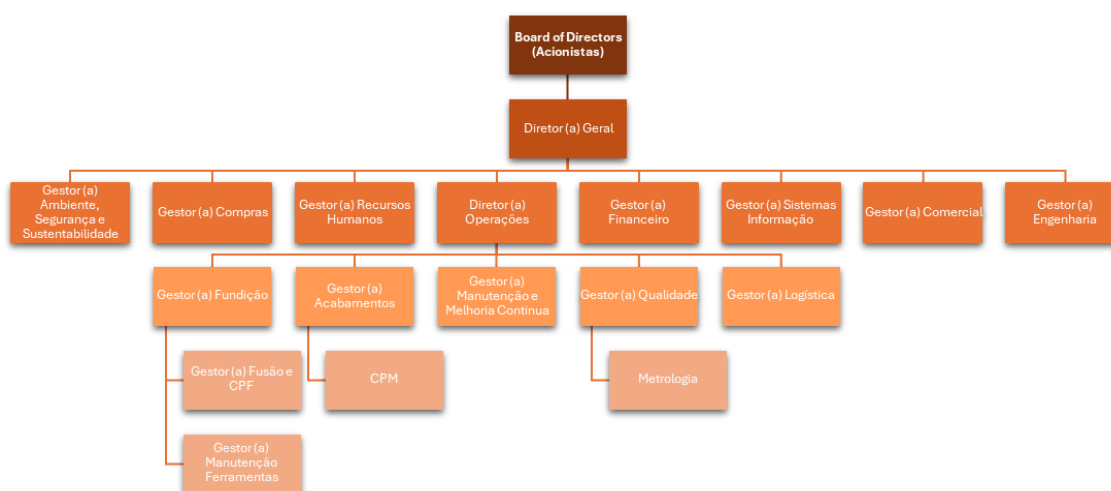 Board of Directors
(Acionistas)
Diretor (a) Geral
Gestor (a)
Ambiente,
Segurança e
Sustentabilidade
Gestor (a) Compras
Gestor (a) Recursos
Humanos
Diretor (a)
Operações
Gestor (a)
Financeiro
Gestor (a) Sistemas
Informação
Gestor (a) Comercial
Gestor (a)
Engenharia
Gestor (a) Fundição
Gestor (a)
Acabamentos
Gestor (a)
Manutenção e
Melhoria Contínua
Gestor (a) Qualidade
Gestor (a) Logística
Gestor (a) Fusão e
CPF
CPM
Metrologia
Gestor (a)
Manutenção
Ferramentas